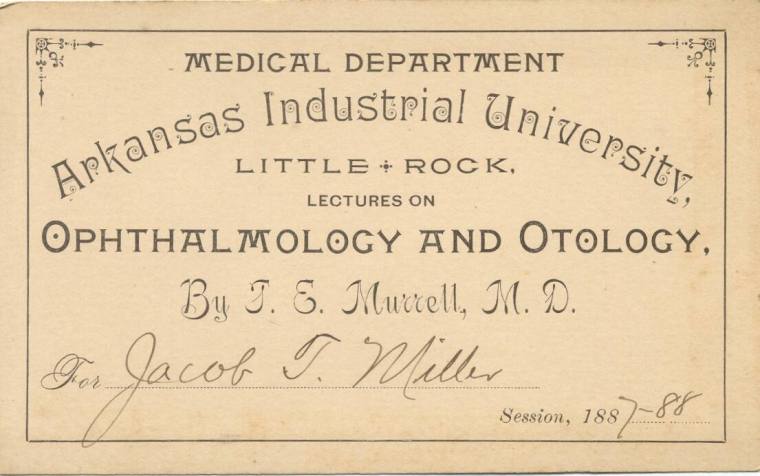 MEDICAL DEPARTMENT
Arkansas Industrial University,
LITTLE ROCK,
LECTURES ON
OPHTHALMOLOGY AND OTOLOGY,
By T. E. Murrell, M. D.
For Jacob T. Miller
Session, 1887-88